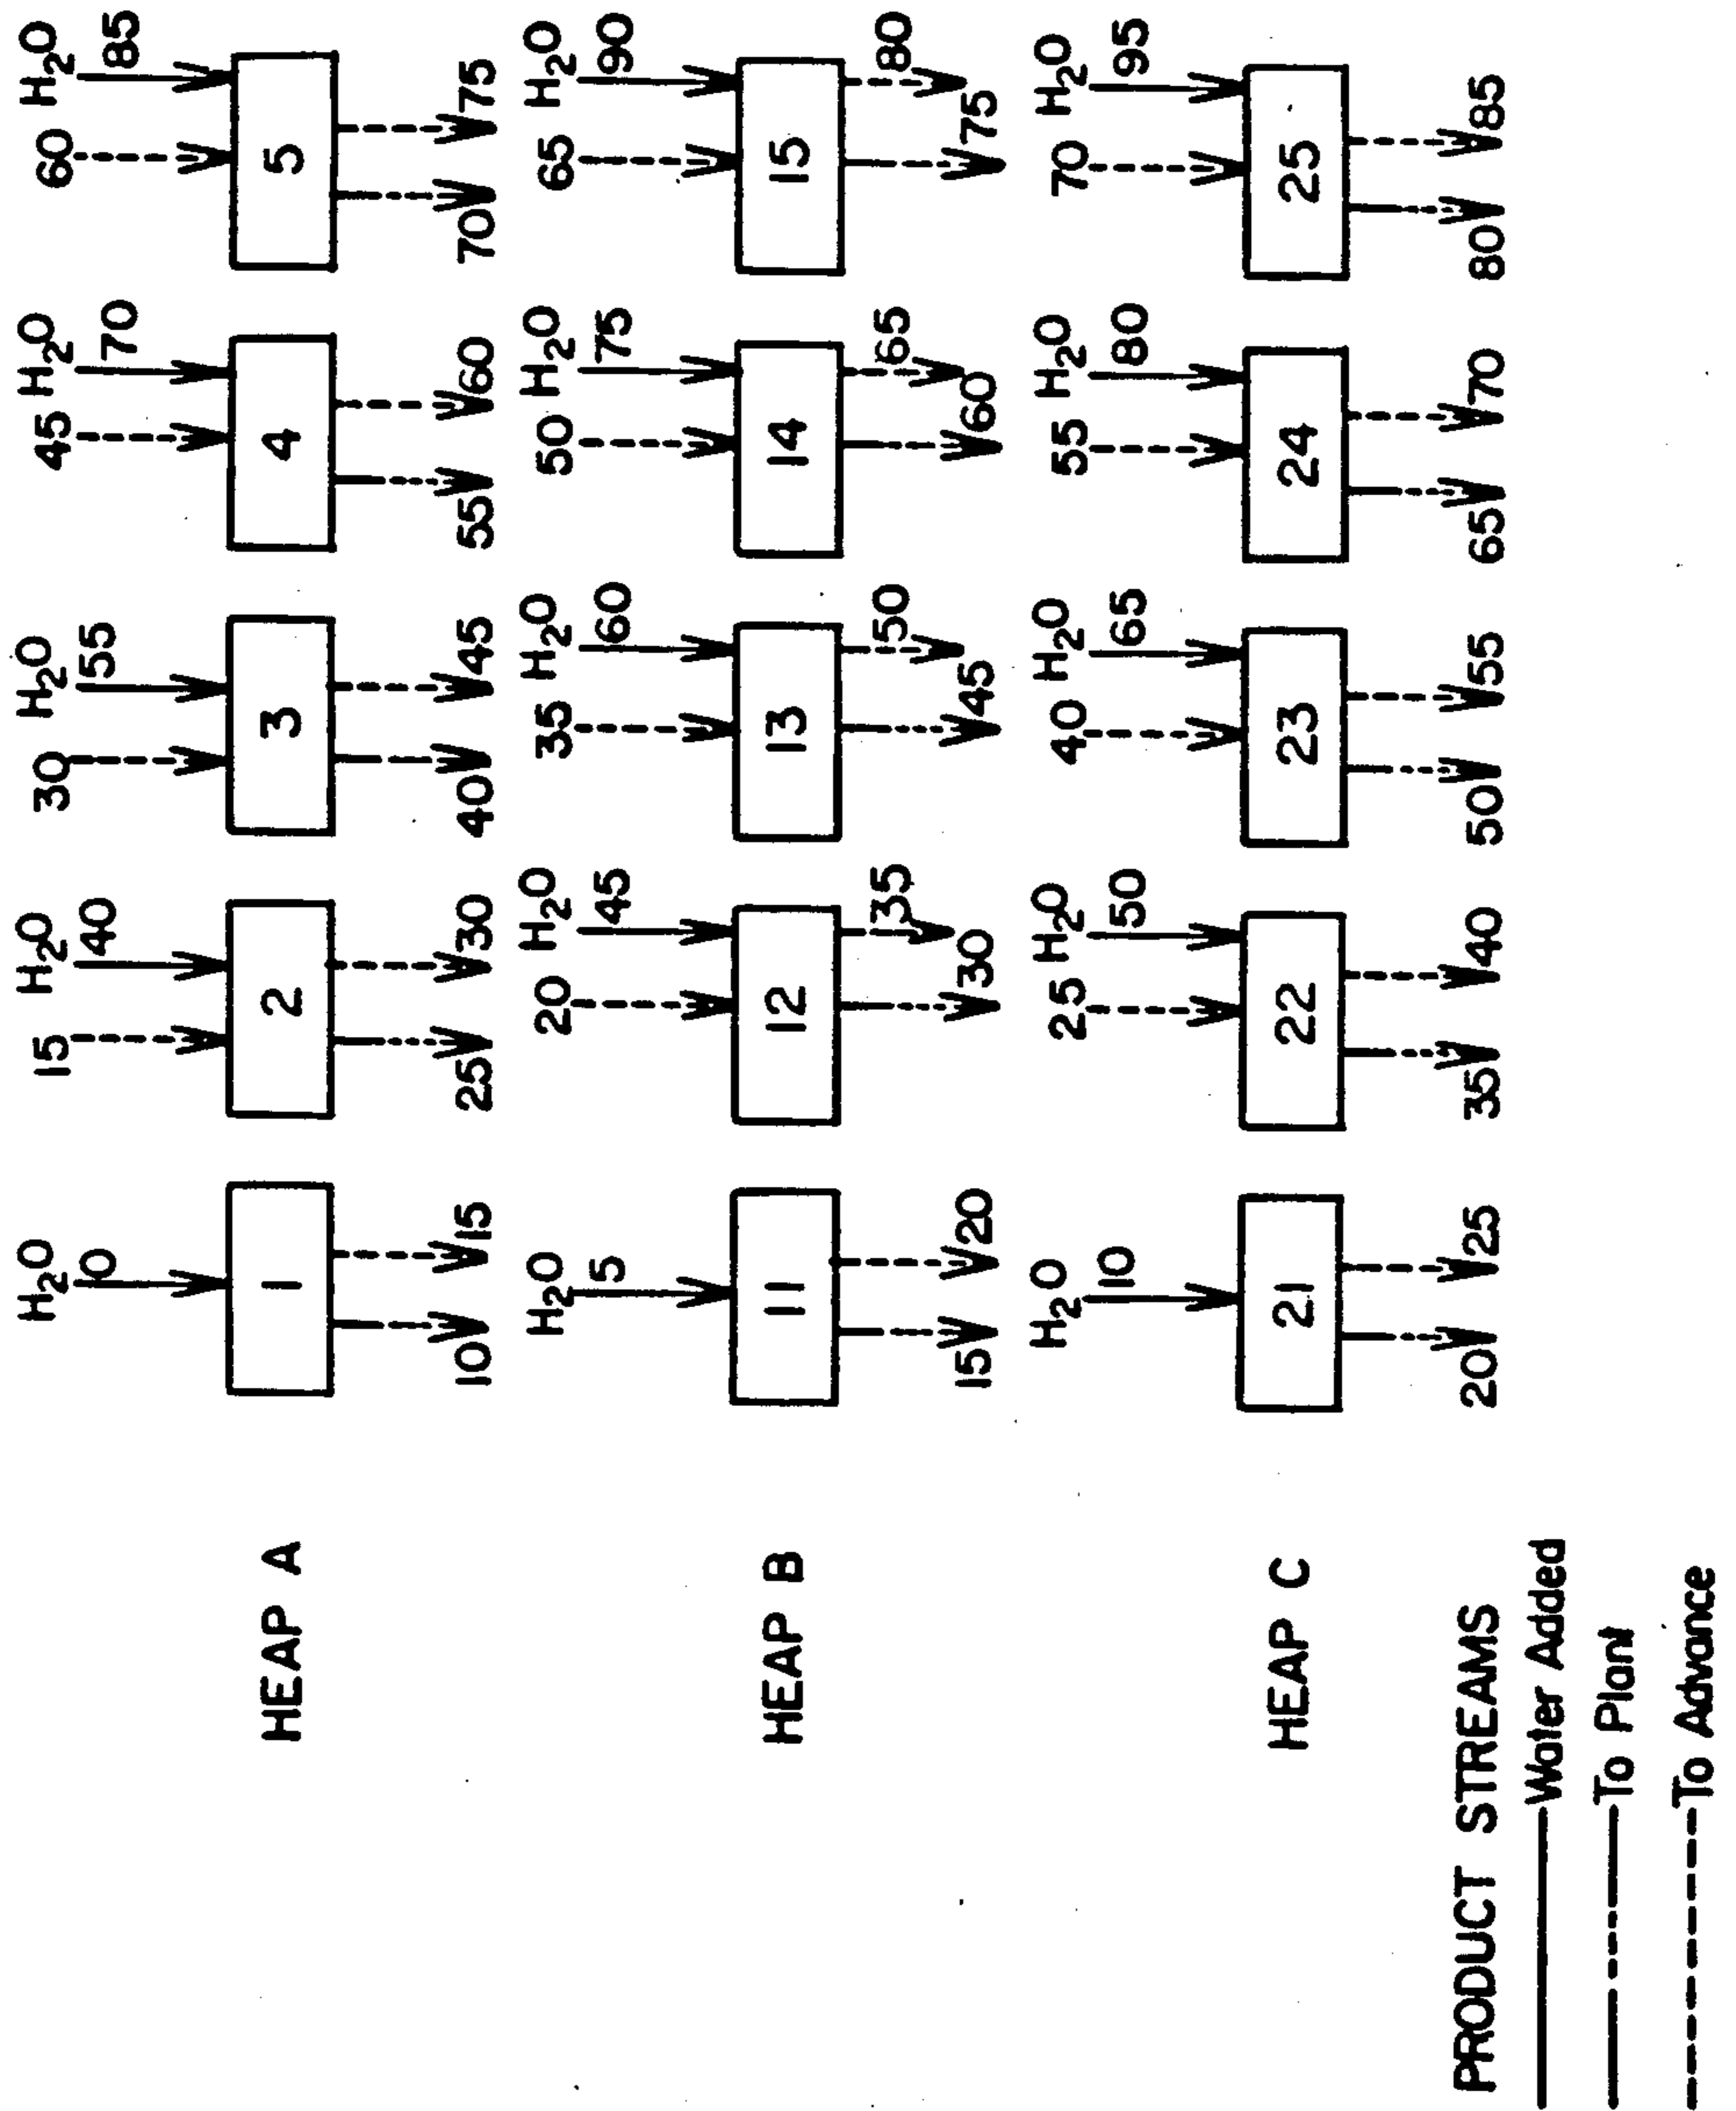 H2O H2O H2O H2O H2O
0 15 40 30 55 45 70 60 85
1 2 3 4 5
10 15 25 30 40 45 55 60 70 75
HEAP A
H2O H2O H2O H2O H2O
5 20 45 35 60 50 75 65 90
11 12 13 14 15
35 50 65 80
15 20 30 45 60 75
HEAP B
H2O H2O H2O H2O H2O
10 25 50 40 65 55 80 70 95
21 22 23 24 25
20 25 35 40 50 55 65 70 80 85
HEAP C
PRODUCT STREAMS
Water Added
To Plant
To Advance